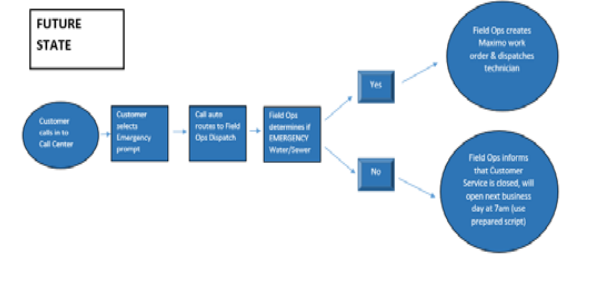 FUTURE
STATE
Customer
calls in to
Call Center
Customer
selects
Emergency
prompt
Call auto
routes to Field
Ops Dispatch
Field Ops
determines if
EMERGENCY
Water/Sewer
Yes
Field Ops creates
Maximo work
order & dispatches
technician
No
Field Ops informs
that Customer
Service is closed, will
open next business
day at 7am (use
prepared script)